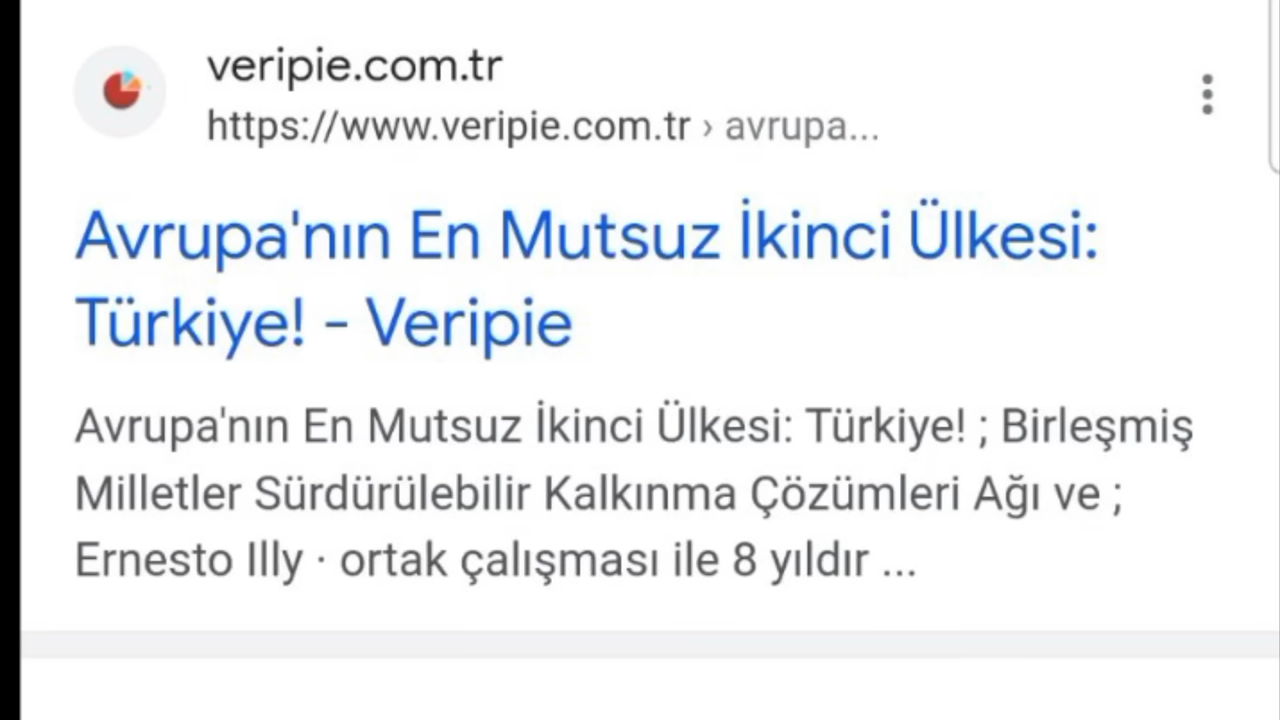 veripie.com.tr
https://www.veripie.com.tr › avrupa...
Avrupa'nın En Mutsuz İkinci Ülkesi:
Türkiye! - Veripie
Avrupa'nın En Mutsuz İkinci Ülkesi: Türkiye! ; Birleşmiş
Milletler Sürdürülebilir Kalkınma Çözümleri Ağı ve ;
Ernesto Illy · ortak çalışması ile 8 yıldır ...